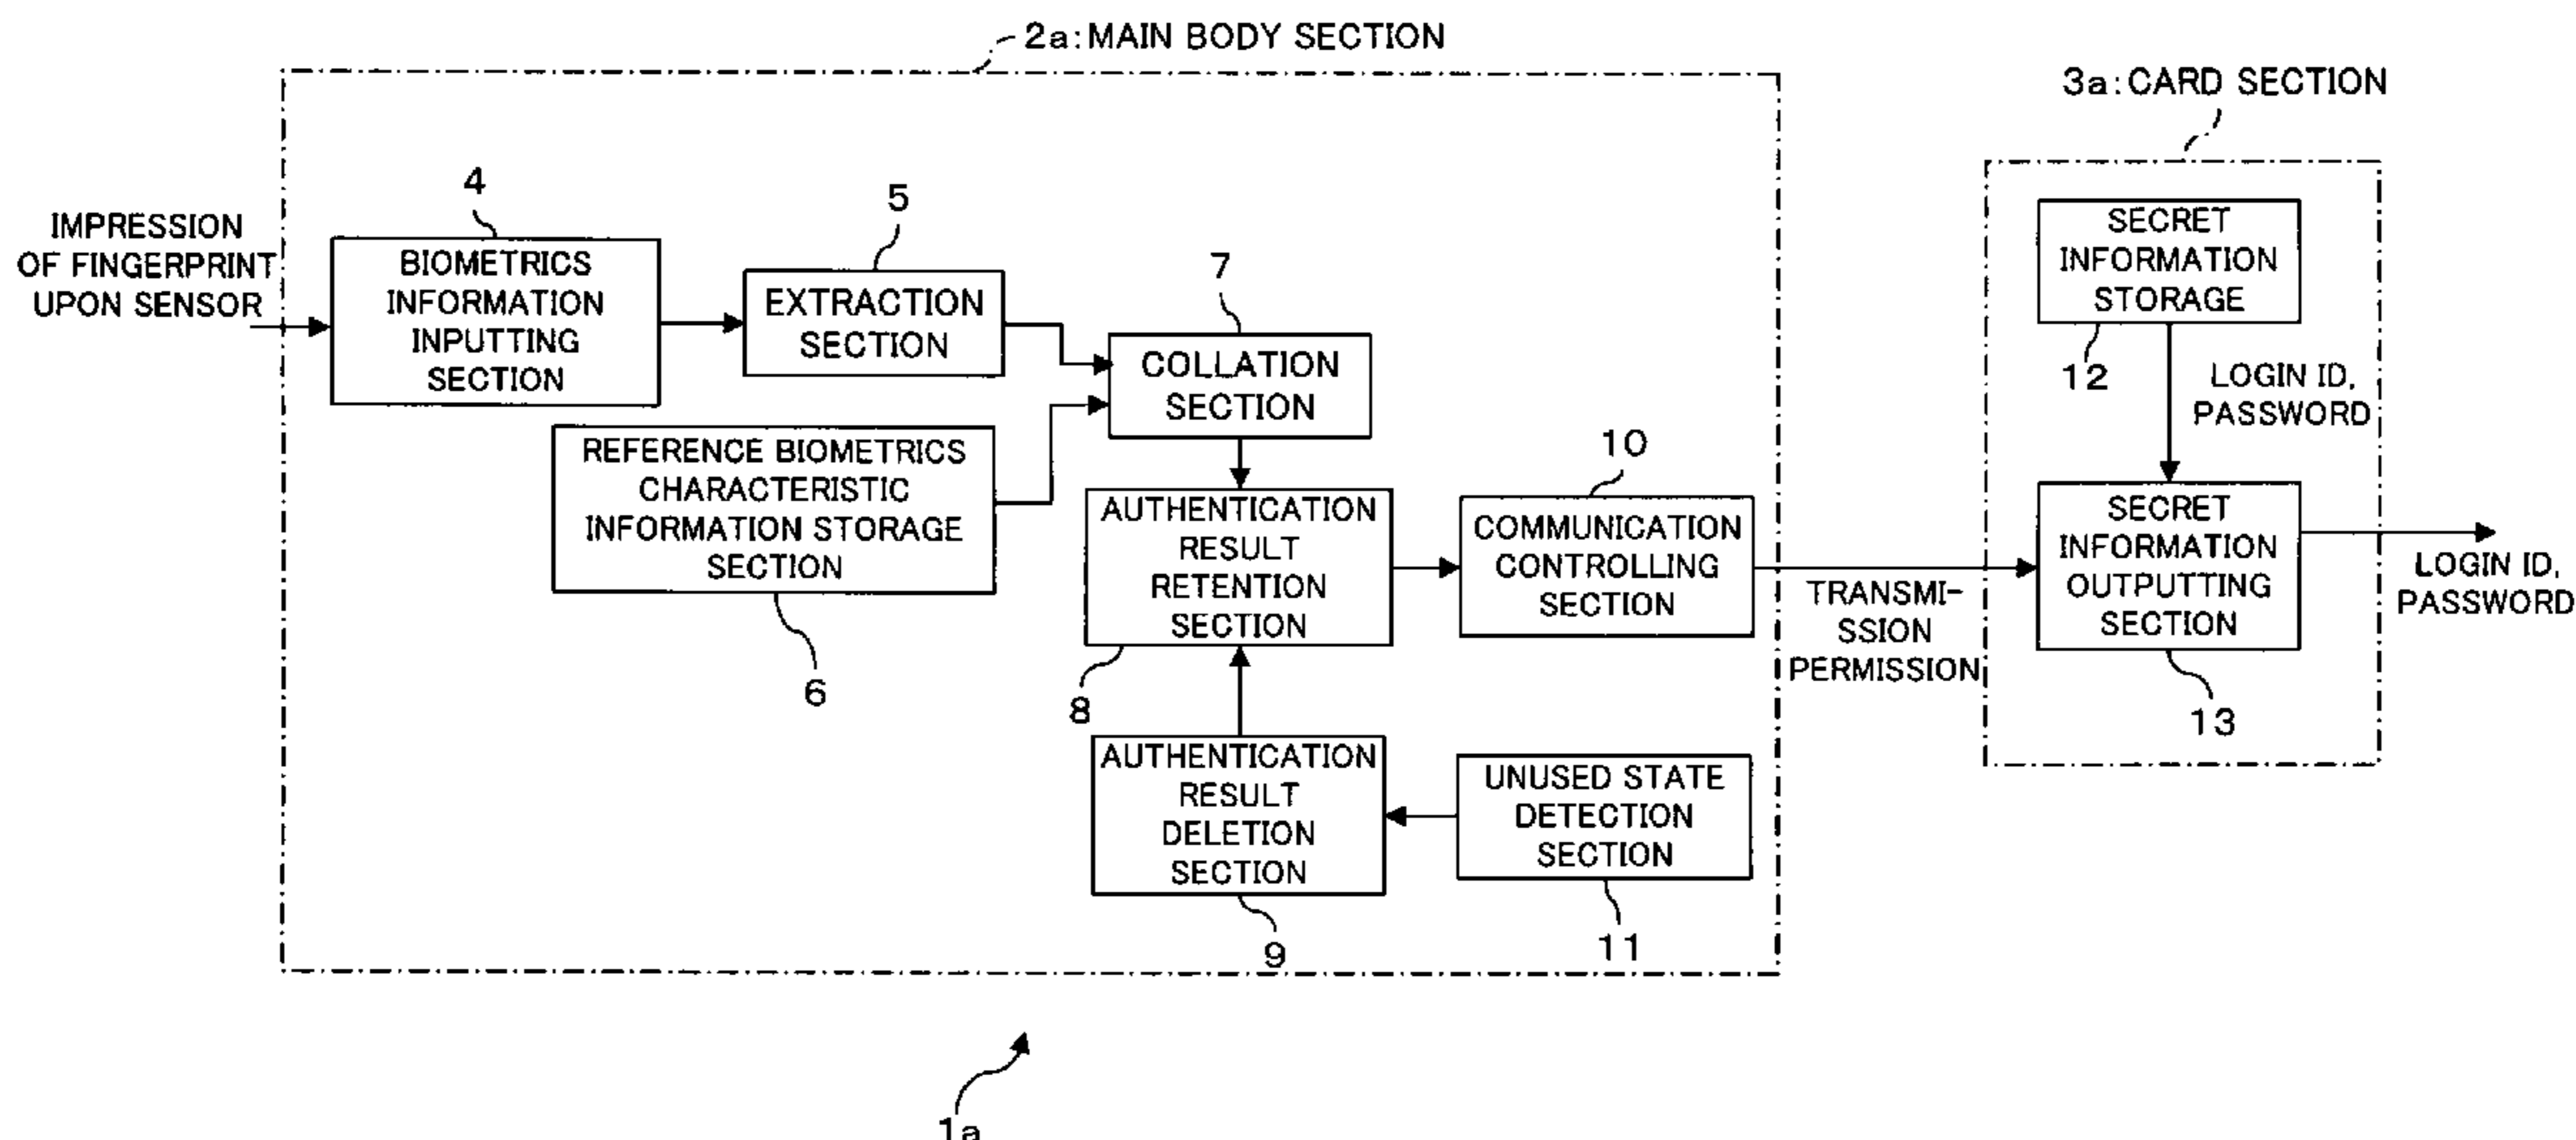 2a:MAIN BODY SECTION
3a:CARD SECTION
IMPRESSION
OF FINGERPRINT
UPON SENSOR
4
BIOMETRICS
INFORMATION
INPUTTING
SECTION
5
EXTRACTION
SECTION
7
COLLATION
SECTION
REFERENCE BIOMETRICS
CHARACTERISTIC
INFORMATION STORAGE
SECTION
6
AUTHENTICATION
RESULT
RETENTION
SECTION
8
10
COMMUNICATION
CONTROLLING
SECTION
AUTHENTICATION
RESULT
DELETION
SECTION
9
UNUSED STATE
DETECTION
SECTION
11
TRANSMI-
SSION
PERMISSION
SECRET
INFORMATION
STORAGE
12
LOGIN ID,
PASSWORD
SECRET
INFORMATION
OUTPUTTING
SECTION
13
LOGIN ID,
PASSWORD
1a